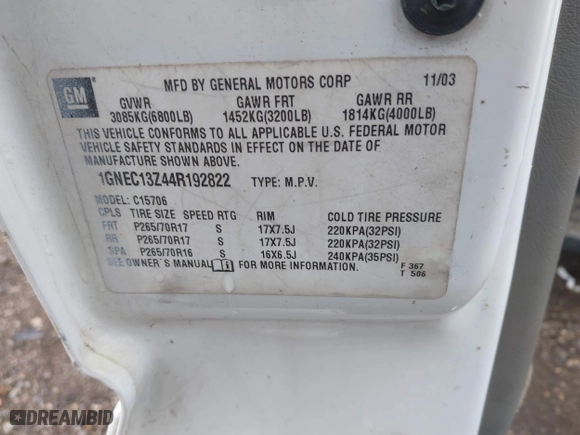 GM
MFD BY GENERAL MOTORS CORP 11/03
GVWR GAWR FRT GAWR RR
3085KG(6800LB) 1452KG(3200LB) 1814KG(4000LB)
THIS VEHICLE CONFORMS TO ALL APPLICABLE U.S. FEDERAL MOTOR
VEHICLE SAFETY STANDARDS IN EFFECT ON THE DATE OF
MANUFACTURE SHOWN ABOVE.
1GNEC13Z44R192822 TYPE: M.P.V.
MODEL: C15706
CPLS TIRE SIZE SPEED RTG RIM COLD TIRE PRESSURE
FRT P265/70R17 S 17X7.5J 220KPA(32PSI)
RR P265/70R17 S 17X7.5J 220KPA(32PSI)
SPA P265/70R16 S 16X6.5J 240KPA(35PSI)
SEE OWNER'S MANUAL FOR MORE INFORMATION. F 367
T 506
DREAMBID